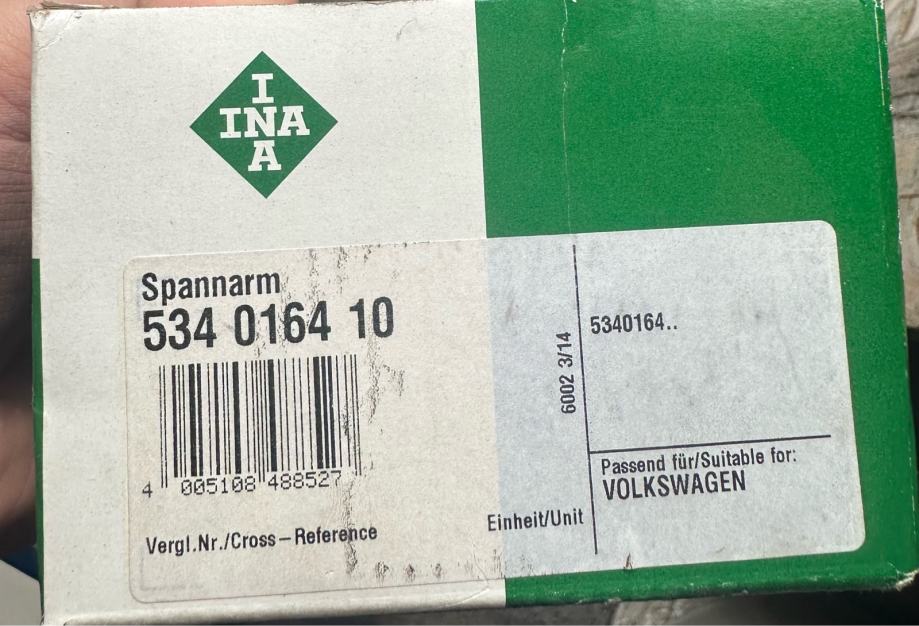 I
INA
A
Spannarm
534 0164 10
4 005108 488527
Vergl.Nr./Cross–Reference
Einheit/Unit
6002 3/14
5340164..
Passend für/Suitable for:
VOLKSWAGEN